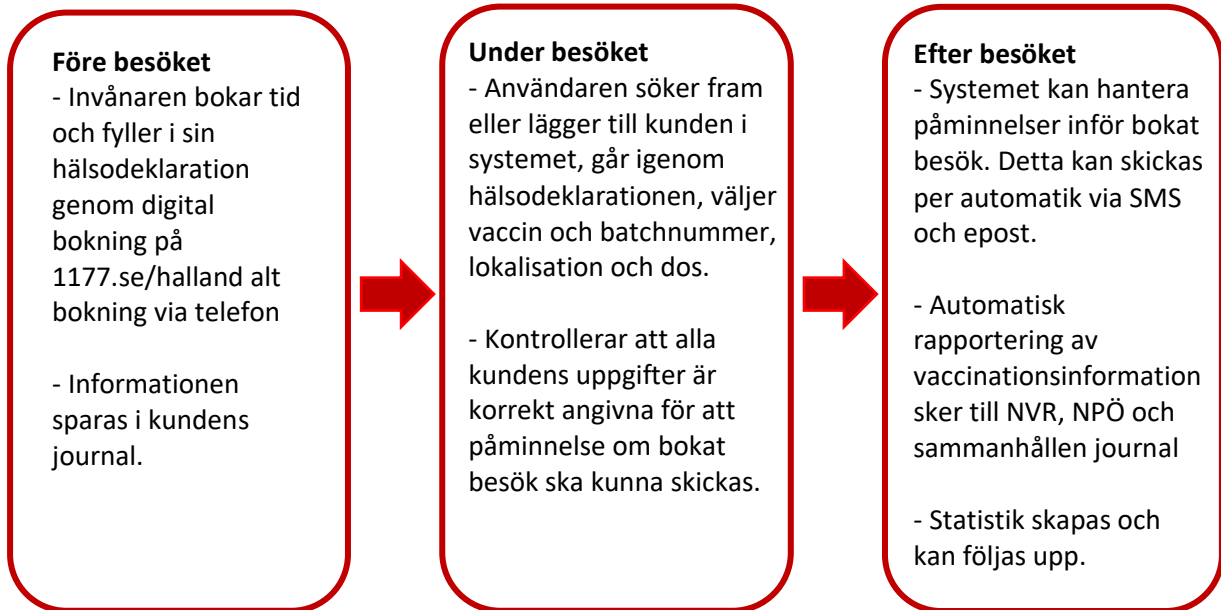 Före besöket
- Invånaren bokar tid
och fyller i sin
hälsodeklaration
genom digital
bokning på
1177.se/halland alt
bokning via telefon
- Informationen
sparas i kundens
journal.
Under besöket
- Användaren söker fram
eller lägger till kunden i
systemet, går igenom
hälsodeklarationen, väljer
vaccin och batchnummer,
lokalisation och dos.
- Kontrollerar att alla
kundens uppgifter är
korrekt angivna för att
påminnelse om bokat
besök ska kunna skickas.
Efter besöket
- Systemet kan hantera
påminnelser inför bokat
besök. Detta kan skickas
per automatik via SMS
och epost.
- Automatisk
rapportering av
vaccinationsinformation
sker till NVR, NPÖ och
sammanhållen journal
- Statistik skapas och
kan följas upp.